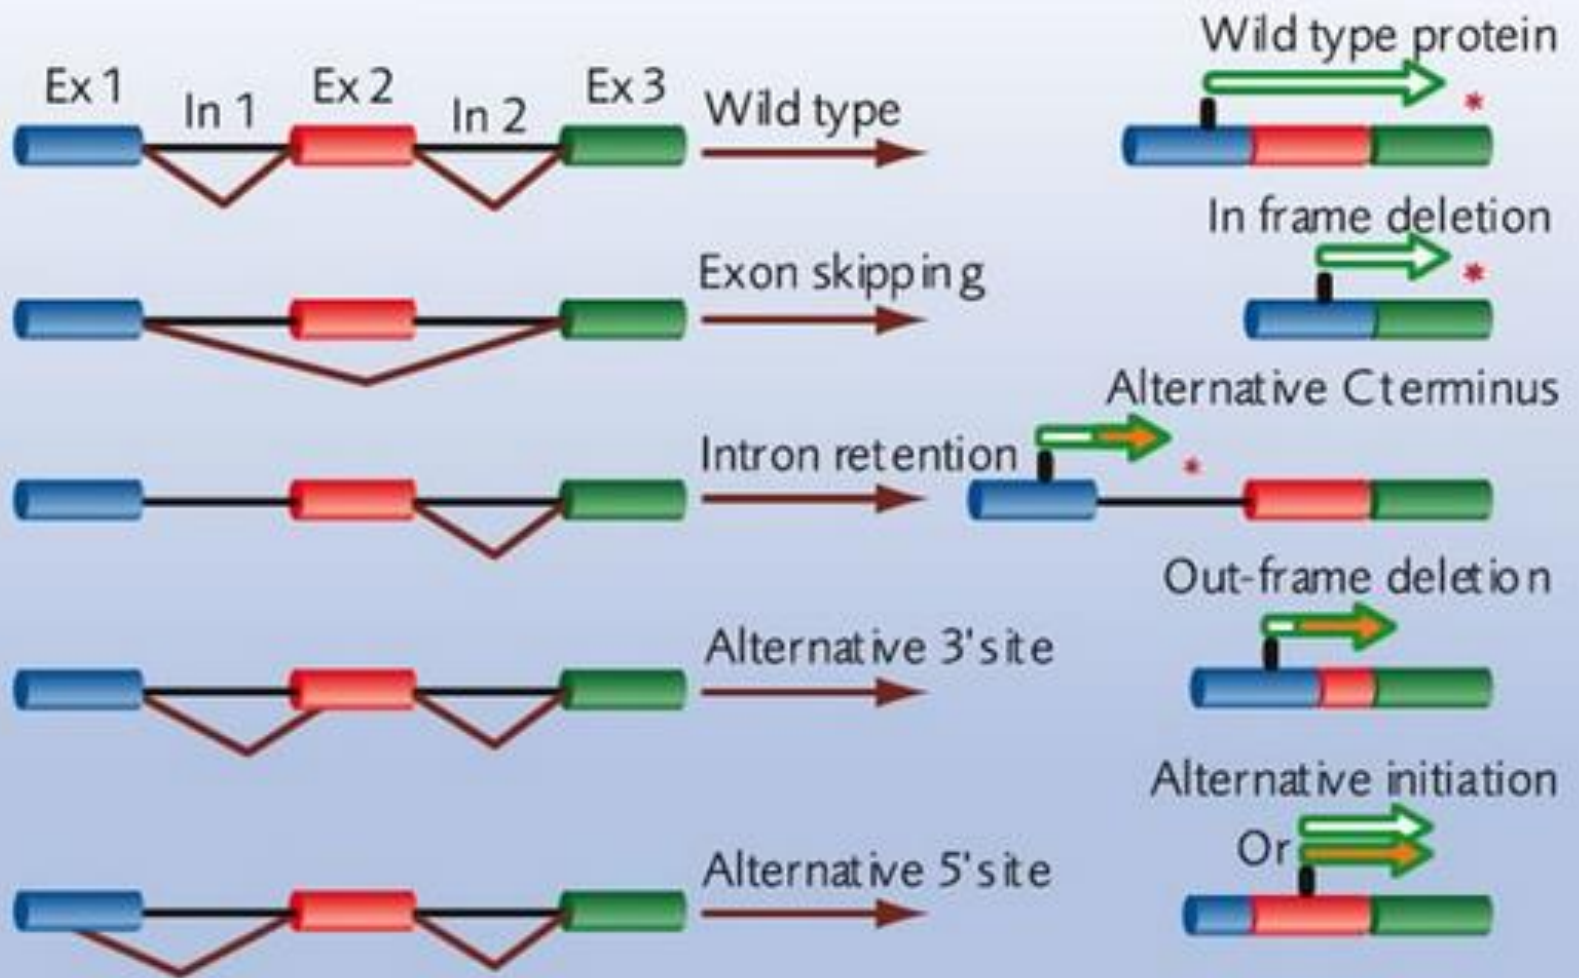 Wild type protein
Ex 1
In 1
Ex 2
In 2
Ex 3
Wild type
*
In frame deletion
Exon skipping
*
Alternative C terminus
Intron retention
*
Out-frame deletion
Alternative 3' site
Alternative initiation
Or
Alternative 5' site